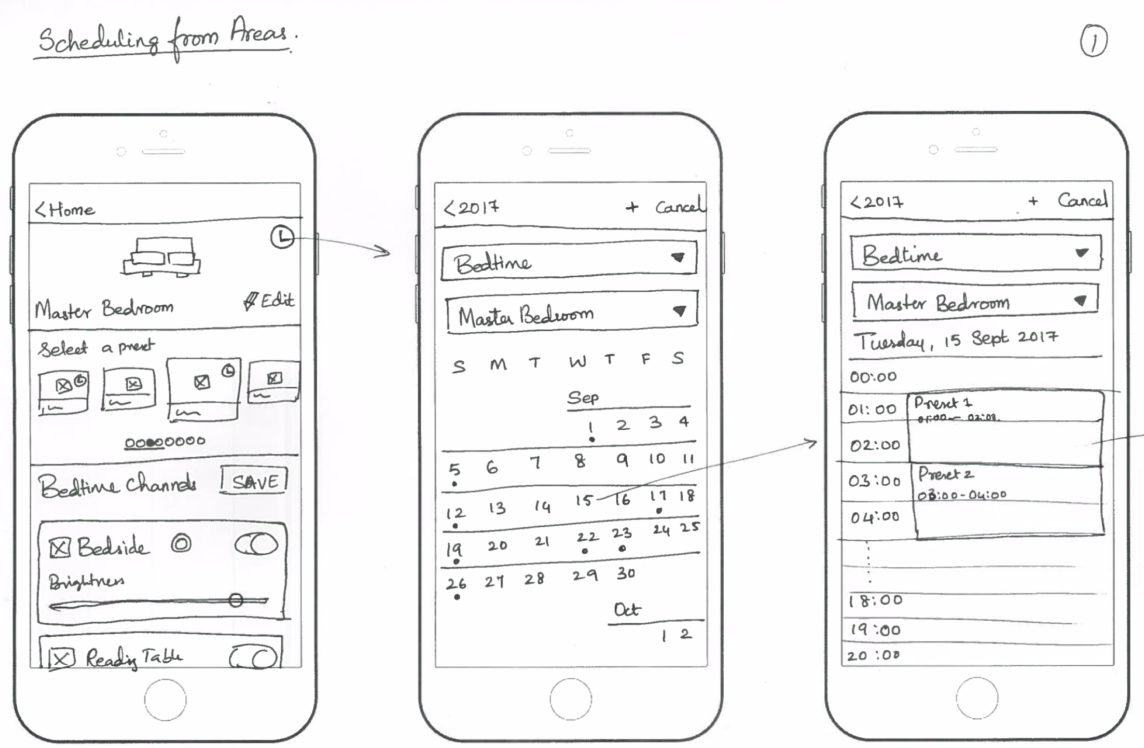 Scheduling from Areas.
1
< Home
Master Bedroom
Edit
Select a preset
Bedtime Channels
SAVE
Bedside
Brightness
Reading Table
< 2017 + Cancel
Bedtime
Master Bedroom
S M T W T F S
Sep
1 2 3 4
5 6 7 8 9 10 11
12 13 14 15 16 17 18
19 20 21 22 23 24 25
26 27 28 29 30
Oct
1 2
< 2017 + Cancel
Bedtime
Master Bedroom
Tuesday, 15 Sept 2017
00:00
01:00
Preset 1
01:00 - 02:00
02:00
03:00
Preset 2
03:00-04:00
04:00
18:00
19:00
20:00